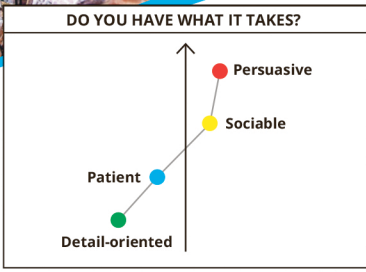 DO YOU HAVE WHAT IT TAKES?
Persuasive
Sociable
Patient
Detail-oriented